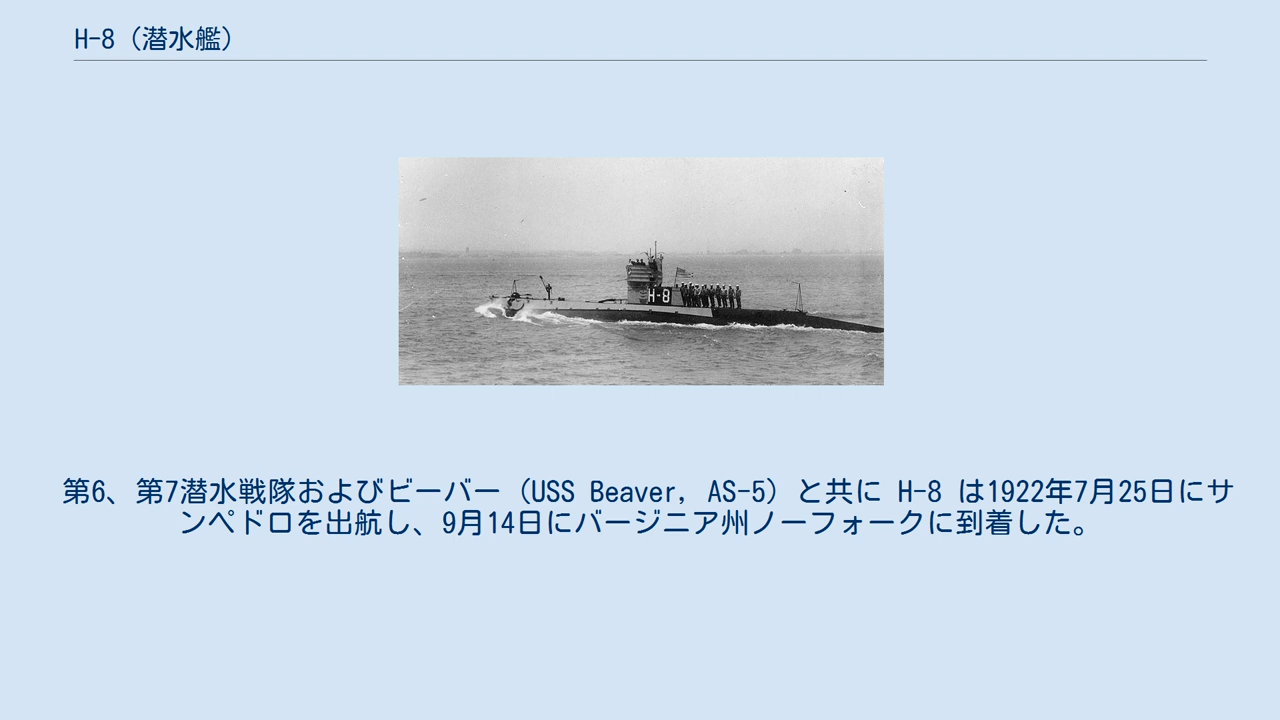 H-8（潜水艦）
H-8
第6、第7潜水戦隊およびビーバー（USS Beaver, AS-5）と共に H-8 は1922年7月25日にサ
ンペドロを出航し、9月14日にバージニア州ノーフォークに到着した。